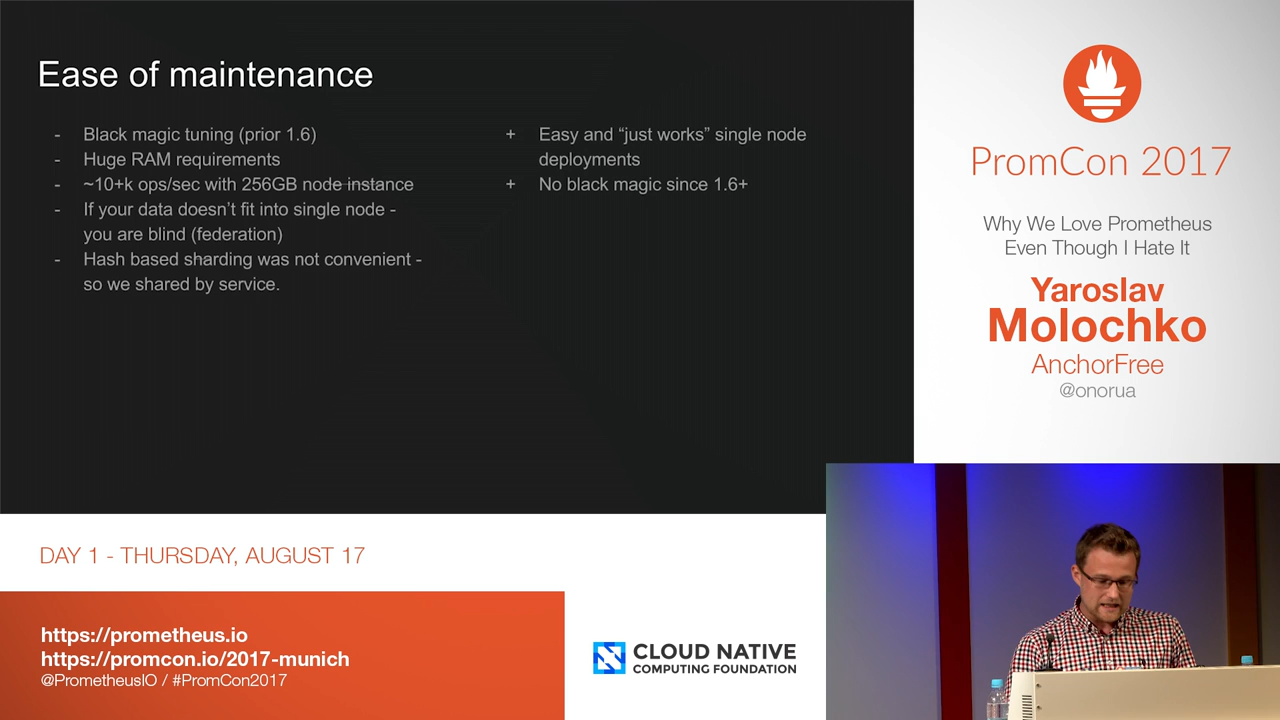 Ease of maintenance
- Black magic tuning (prior 1.6)
- Huge RAM requirements
- ~10+k ops/sec with 256GB node instance
- If your data doesn’t fit into single node -
you are blind (federation)
- Hash based sharding was not convenient -
so we shared by service.
+ Easy and “just works” single node
deployments
+ No black magic since 1.6+
PromCon 2017
Why We Love Prometheus
Even Though I Hate It
Yaroslav
Molochko
AnchorFree
@onorua
DAY 1 - THURSDAY, AUGUST 17
https://prometheus.io
https://promcon.io/2017-munich
@PrometheusIO / #PromCon2017
CLOUD NATIVE
COMPUTING FOUNDATION